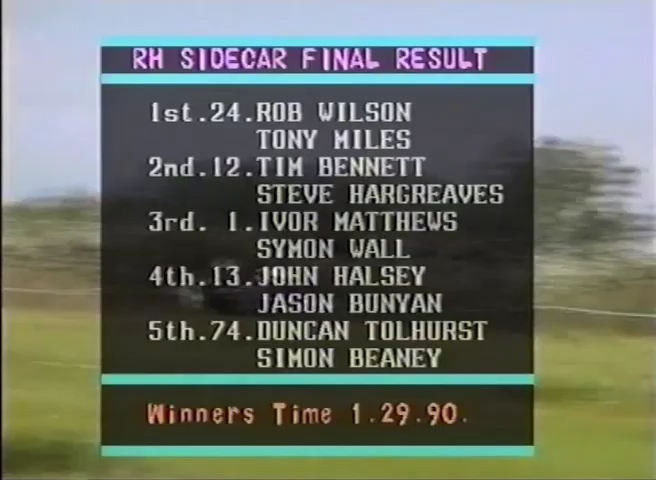 RH SIDECAR FINAL RESULT
1st.24.ROB WILSON
TONY MILES
2nd.12.TIM BENNETT
STEVE HARGREAVES
3rd. 1.IVOR MATTHEWS
SYMON WALL
4th.13.JOHN HALSEY
JASON BUNYAN
5th.74.DUNCAN TOLHURST
SIMON BEANEY
Winners Time 1.29.90.